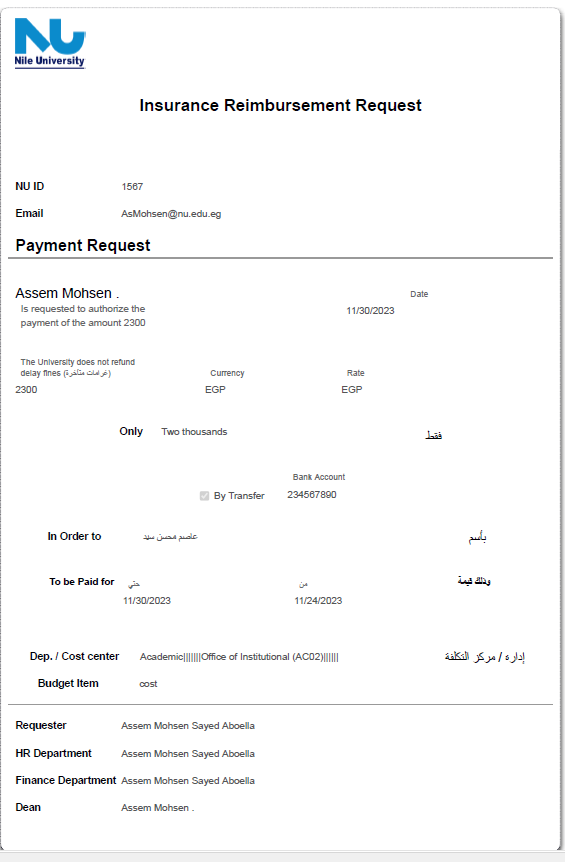 NU
Nile University
Insurance Reimbursement Request
NU ID 1567
Email AsMohsen@nu.edu.eg
Payment Request
Assem Mohsen .
Is requested to authorize the
payment of the amount 2300
Date
11/30/2023
The University does not refund
delay fines (غرامات متأخرة)
2300
Currency
EGP
Rate
EGP
Only Two thousands فقط
Bank Account
By Transfer 234567890
In Order to عاصم محسن سيد بأسم
To be Paid for حتي من وذلك قيمة
11/30/2023 11/24/2023
Dep. / Cost center Academic|||||||Office of Institutional (AC02)|||||| إداره / مركز التكلفة
Budget Item cost
Requester Assem Mohsen Sayed Aboella
HR Department Assem Mohsen Sayed Aboella
Finance Department Assem Mohsen Sayed Aboella
Dean Assem Mohsen .